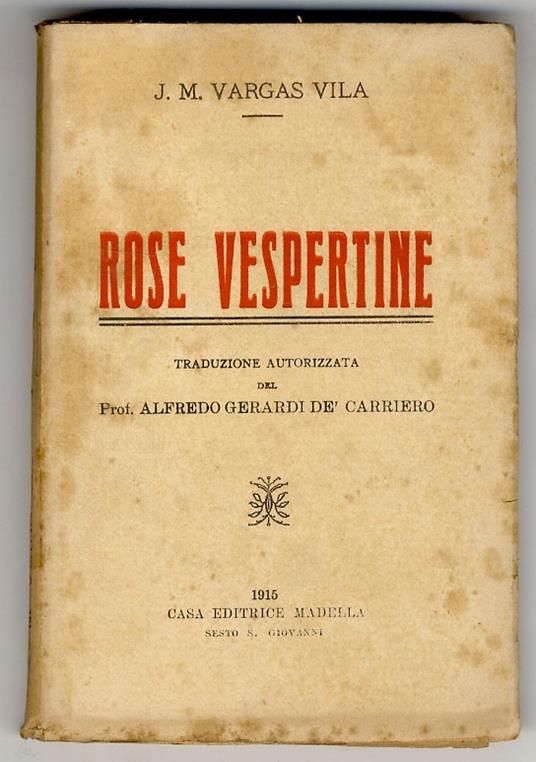 J. M. VARGAS VILA
ROSE VESPERTINE
TRADUZIONE AUTORIZZATA
DEL
Prof. ALFREDO GERARDI DE' CARRIERO
1915
CASA EDITRICE MADELLA
SESTO S. GIOVANNI